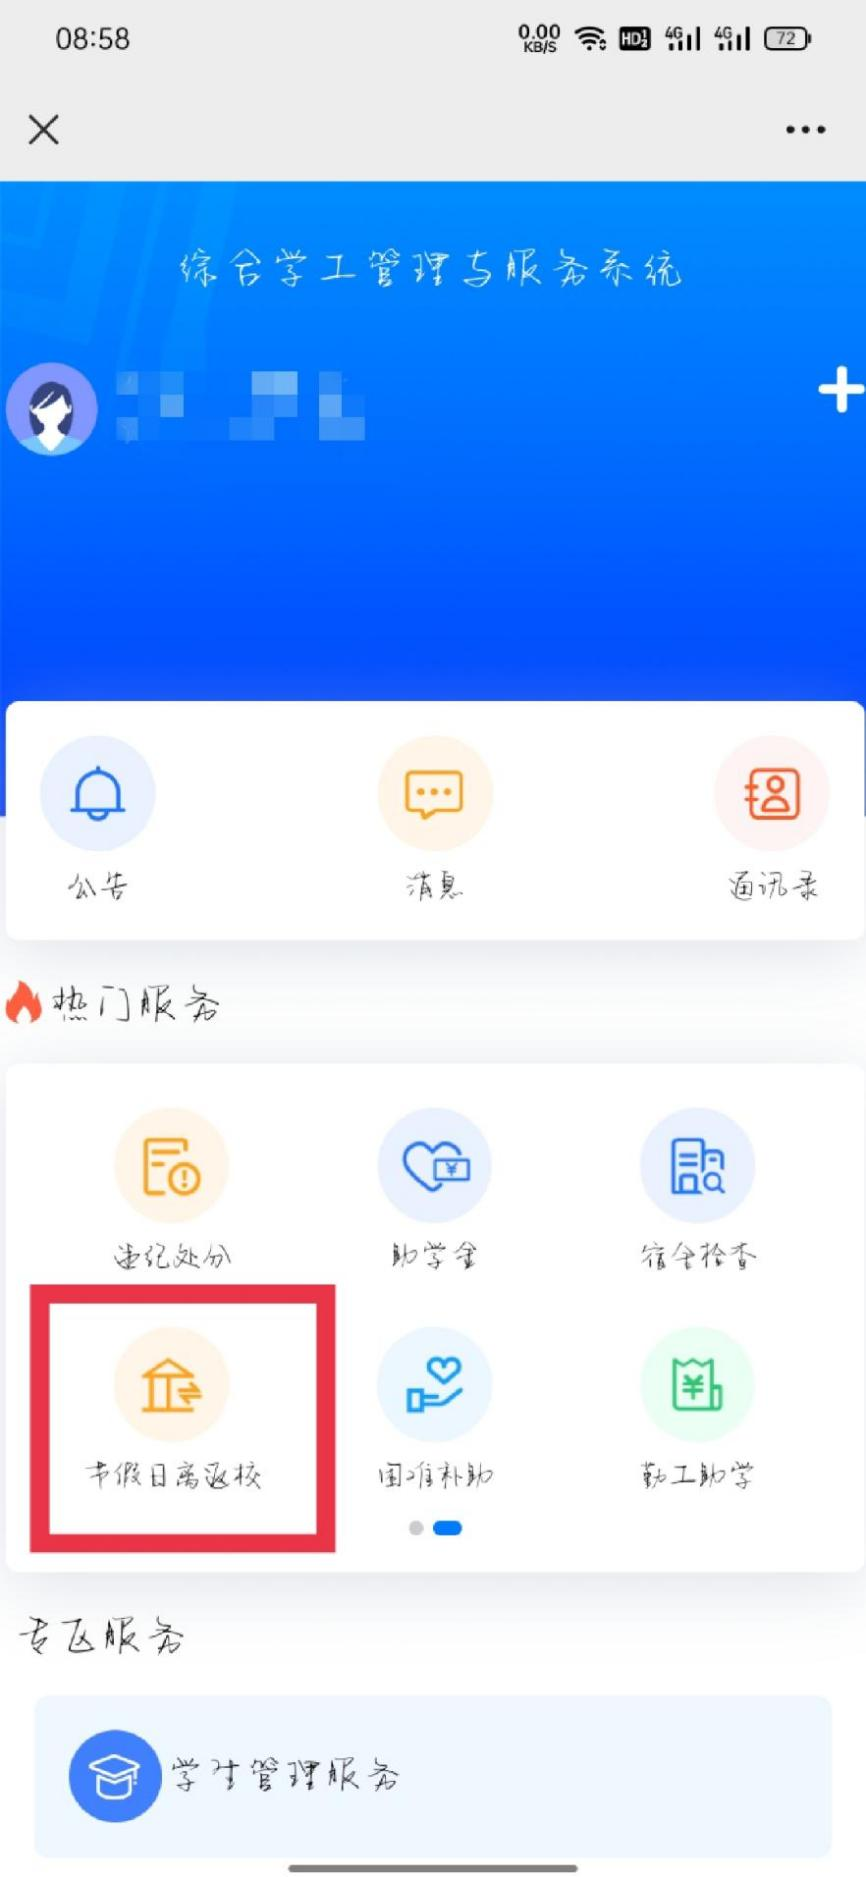 08:58
0.00
KB/S
HD
4G
4G
72
综合学工管理与服务系统
公告
消息
通讯录
热门服务
违纪处分
助学金
宿舍检查
节假日离返校
困难补助
勤工助学
专区服务
学生管理服务